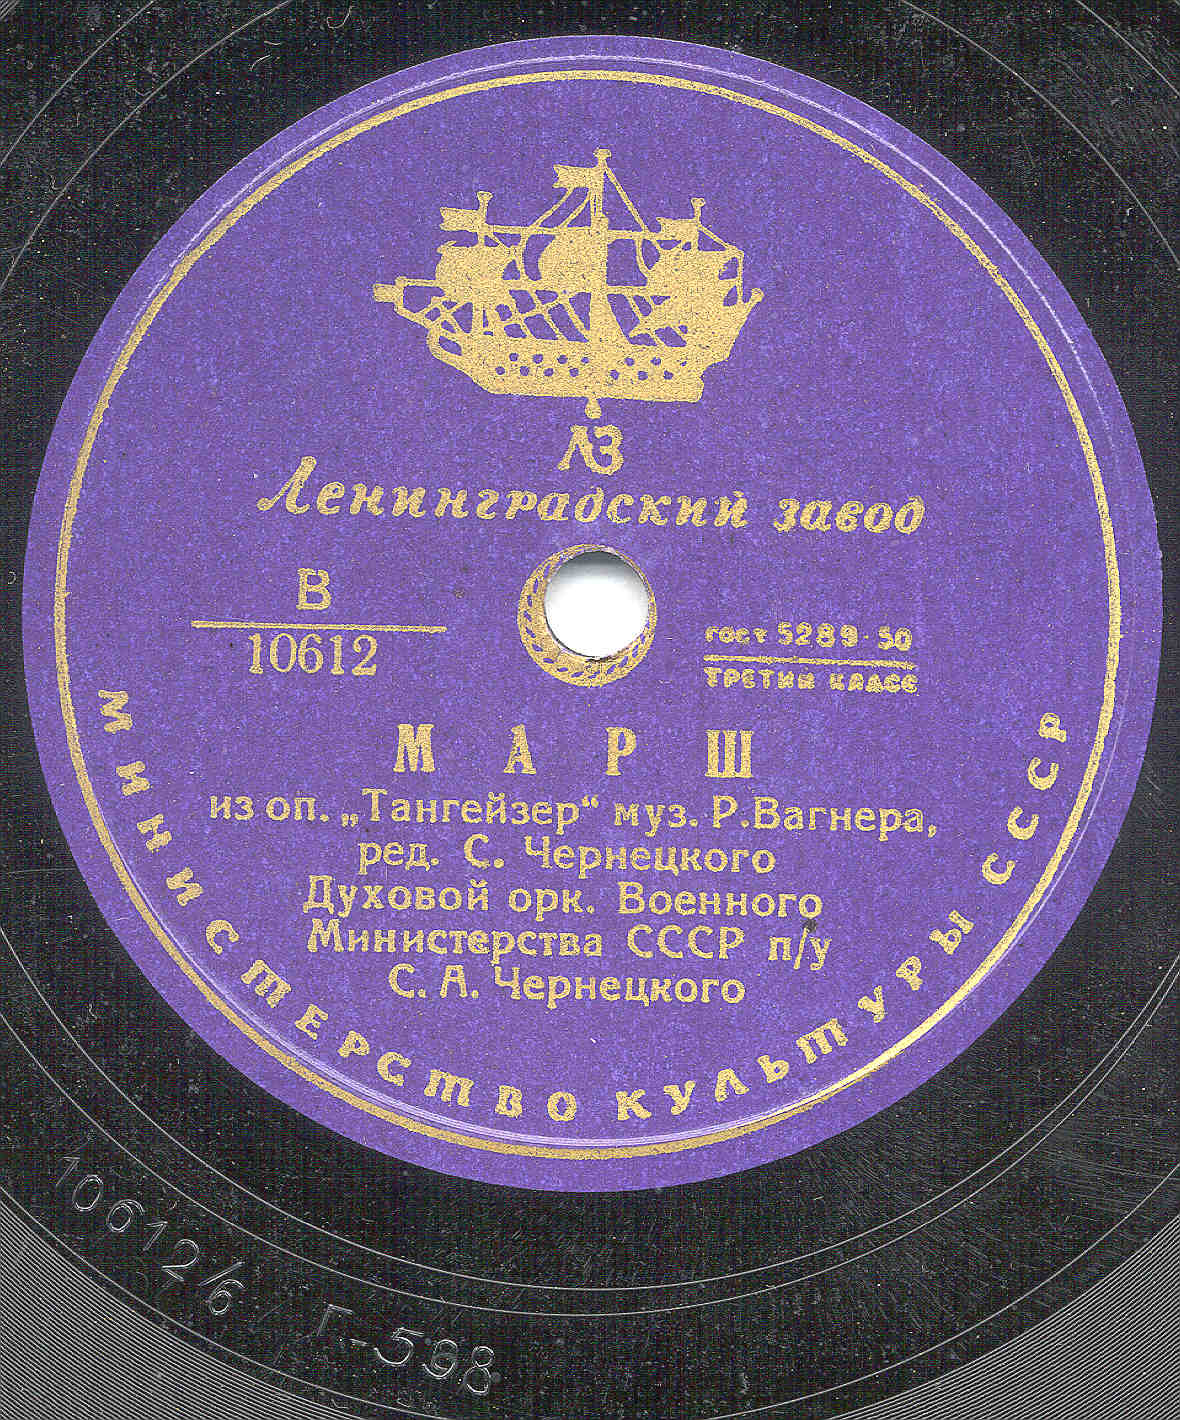 ЛЗ
Ленинградский завод
В
10612
ГОСТ 5289-50
ТРЕТИЙ КЛАСС
МАРШ
из оп. „Тангейзер“ муз. Р.Вагнера,
ред. С. Чернецкого
Духовой орк. Военного
Министерства СССР п/у
С. А. Чернецкого
МИНИСТЕРСТВО КУЛЬТУРЫ СССР
10612/6 Г-598